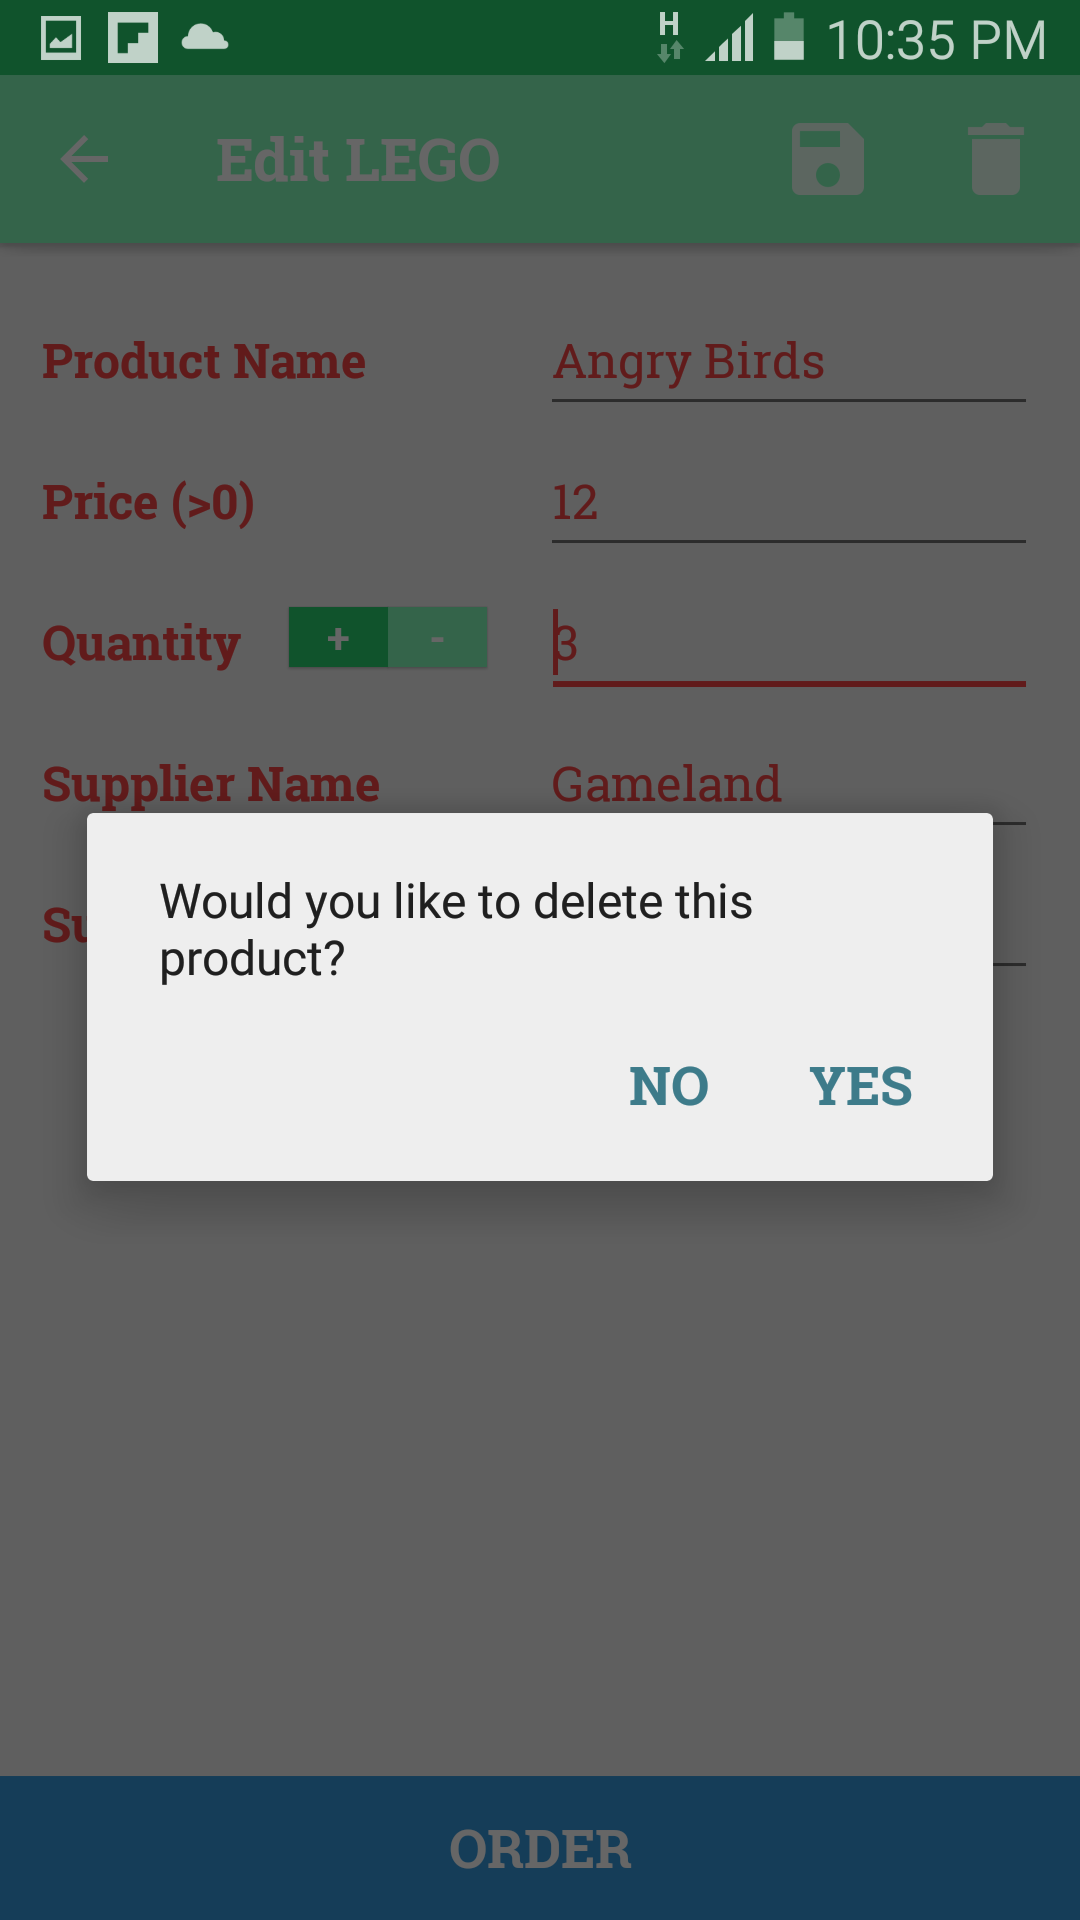 H 10:35 PM
Edit LEGO
Product Name Angry Birds
Price (>0) 12
Quantity + - 3
Supplier Name Gameland
Would you like to delete this
product?
NO YES
ORDER